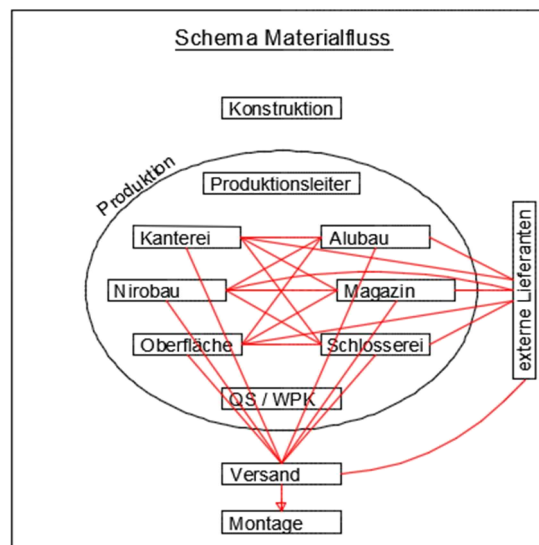 Schema Materialfluss
Konstruktion
Produktion
Produktionsleiter
Kanterei
Alubau
Nirobau
Magazin
Oberfläche
Schlosserei
externe Lieferanten
QS / WPK
Versand
Montage